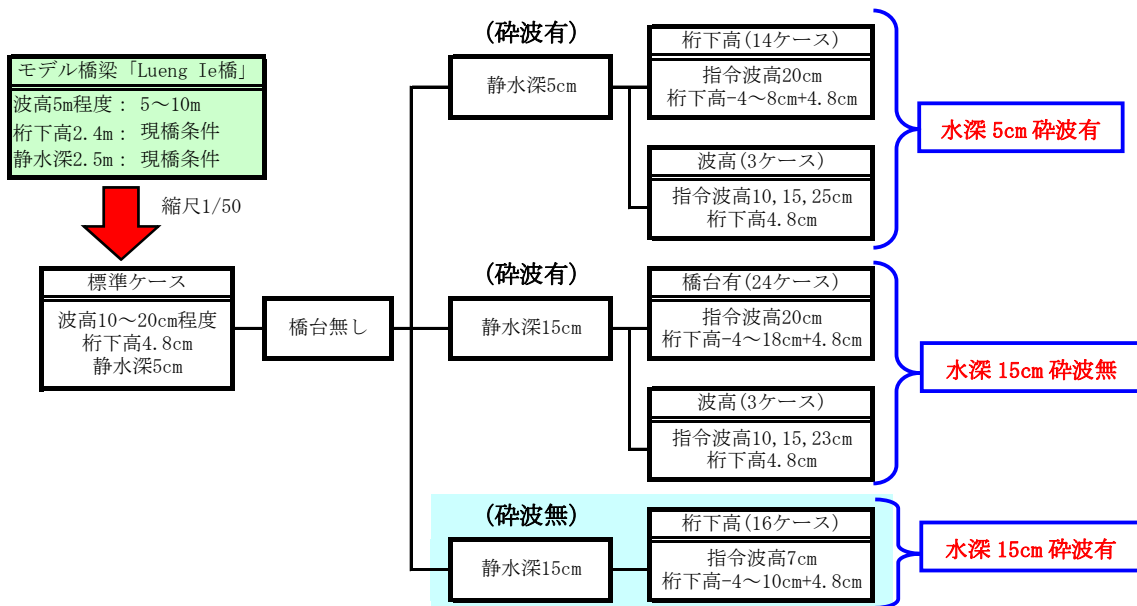 モデル橋梁「Lueng Ie橋」
波高5m程度： 5～10m
桁下高2.4m： 現橋条件
静水深2.5m： 現橋条件
縮尺1/50
標準ケース
波高10～20cm程度
桁下高4.8cm
静水深5cm
橋台無し
(砕波有)
静水深5cm
桁下高(14ケース)
指令波高20cm
桁下高-4～8cm+4.8cm
波高(3ケース)
指令波高10,15,25cm
桁下高4.8cm
水深 5cm 砕波有
(砕波有)
静水深15cm
橋台有(24ケース)
指令波高20cm
桁下高-4～18cm+4.8cm
波高(3ケース)
指令波高10,15,23cm
桁下高4.8cm
水深 15cm 砕波無
(砕波無)
静水深15cm
桁下高(16ケース)
指令波高7cm
桁下高-4～10cm+4.8cm
水深 15cm 砕波有